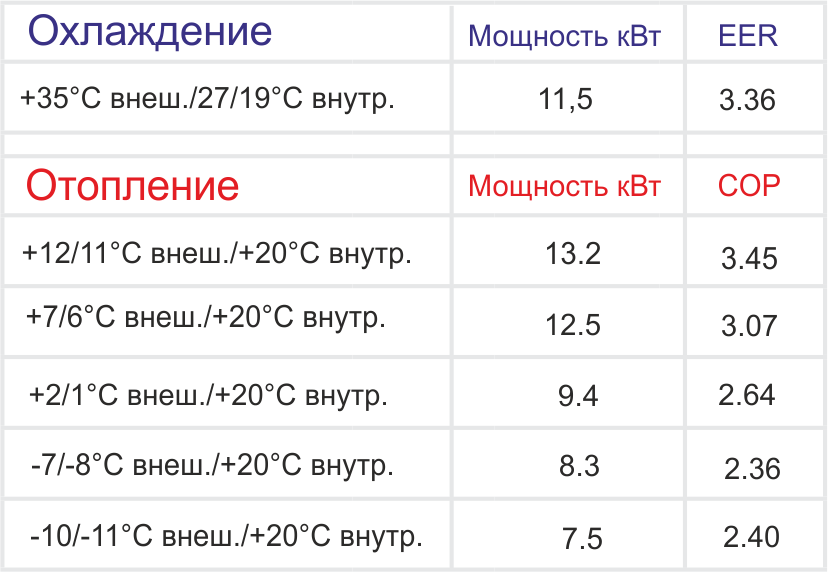 Охлаждение Мощность кВт EER
+35°C внеш./27/19°C внутр. 11,5 3.36
Отопление Мощность кВт COP
+12/11°C внеш./+20°C внутр. 13.2 3.45
+7/6°C внеш./+20°C внутр. 12.5 3.07
+2/1°C внеш./+20°C внутр. 9.4 2.64
-7/-8°C внеш./+20°C внутр. 8.3 2.36
-10/-11°C внеш./+20°C внутр. 7.5 2.40